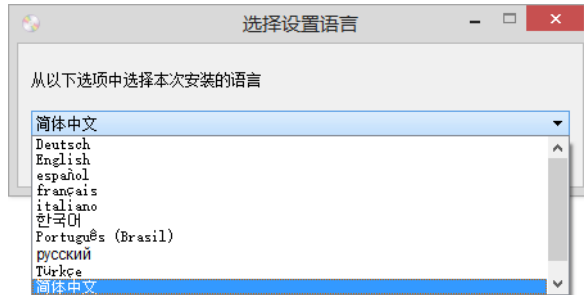 选择设置语言
从以下选项中选择本次安装的语言
简体中文
Deutsch
English
español
français
italiano
한국어
Português (Brasil)
русский
Türkçe
简体中文